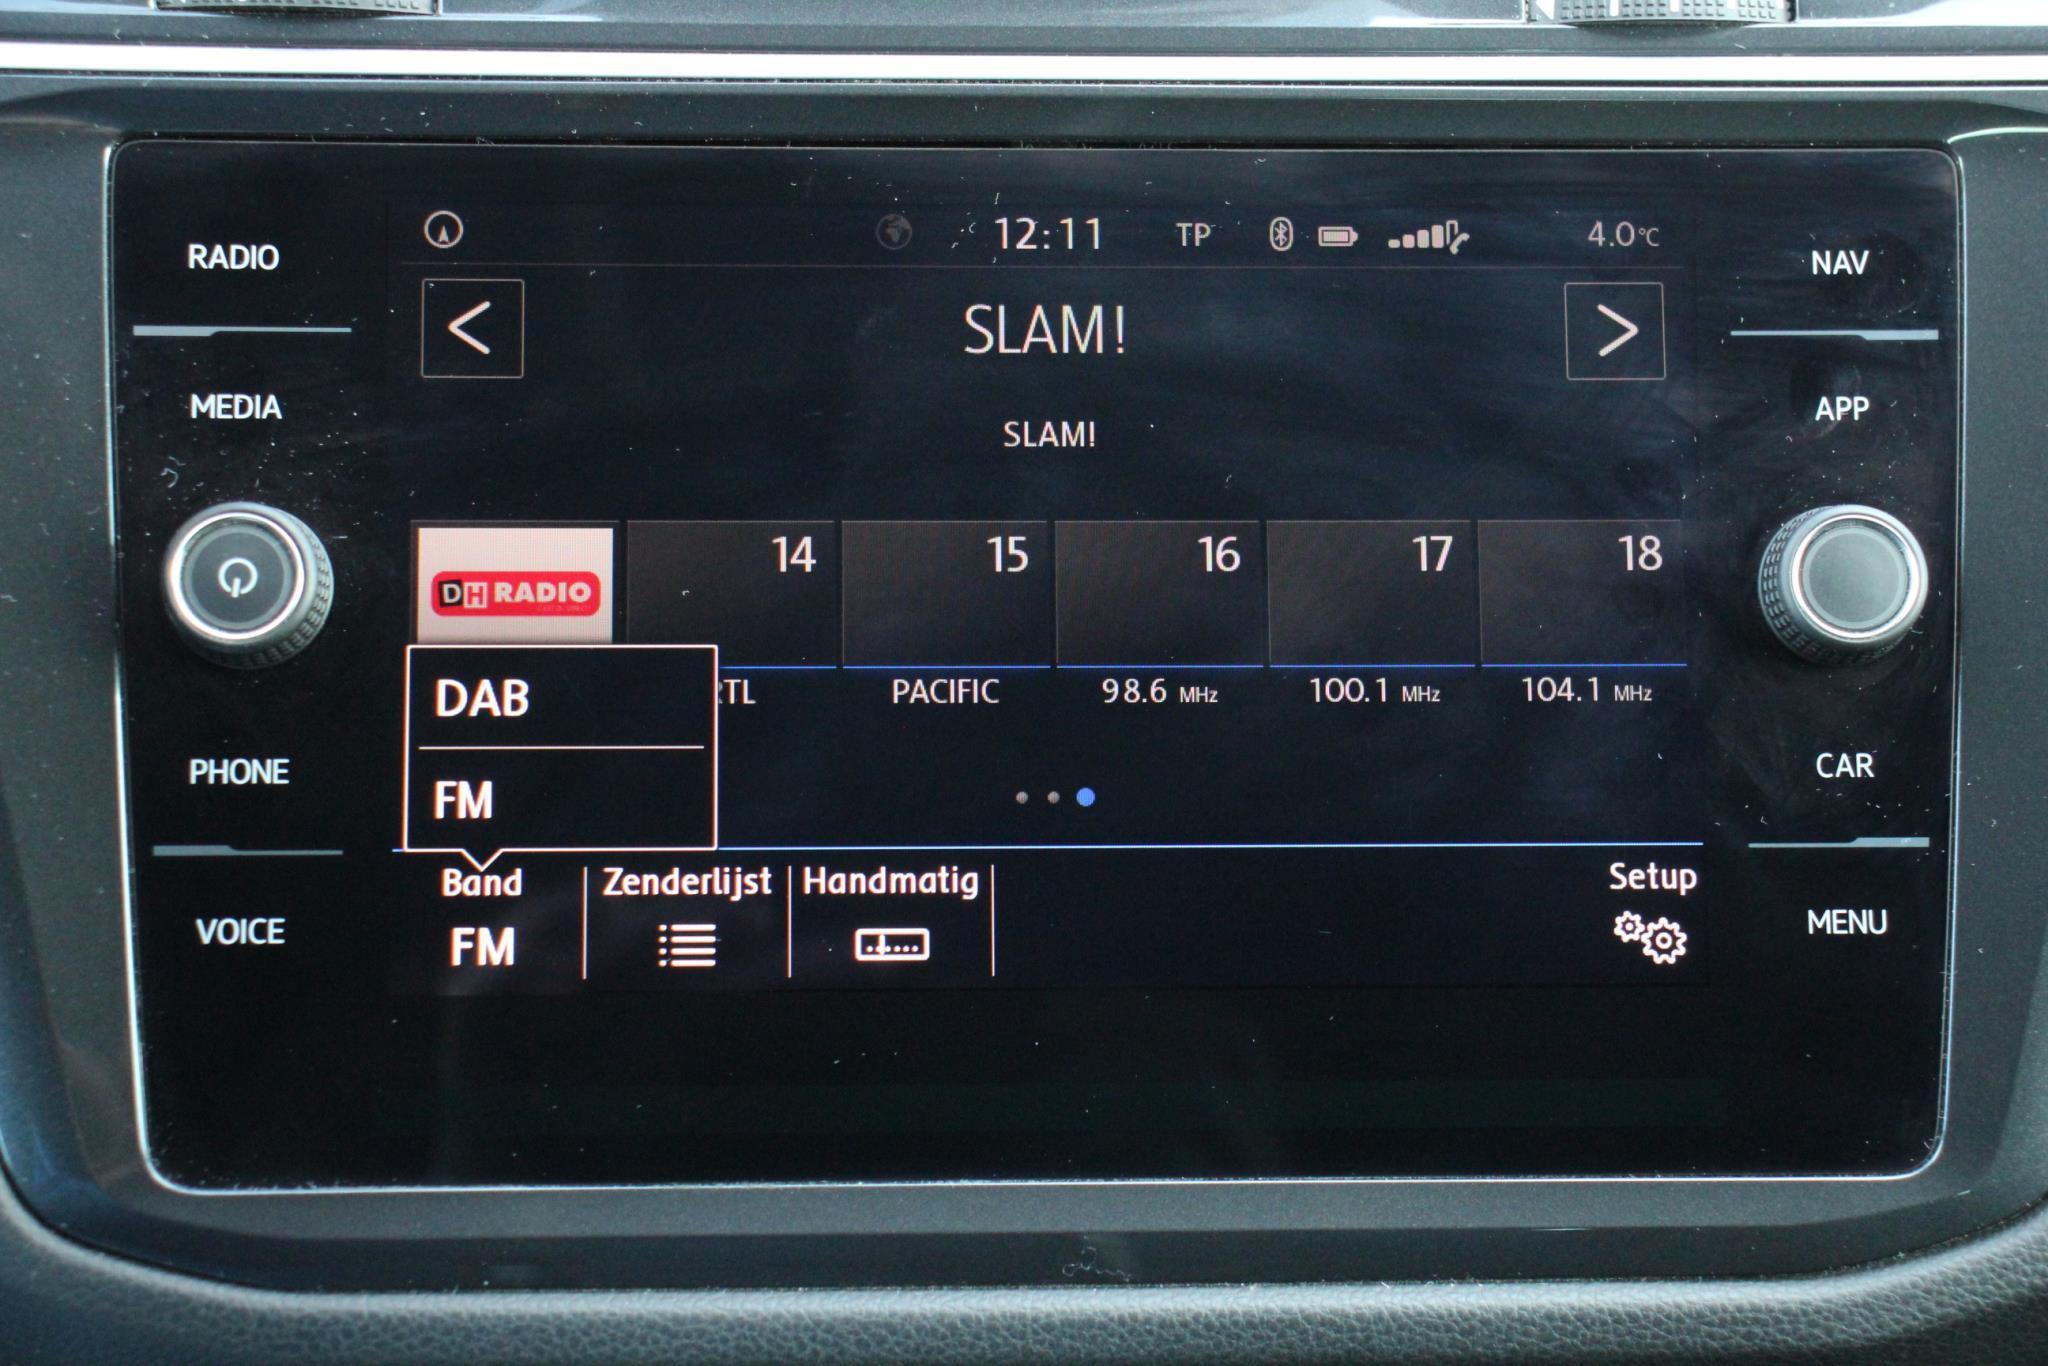 RADIO
MEDIA
PHONE
VOICE
12:11 TP 4.0°C
<
SLAM!
>
SLAM!
DH RADIO
14 15 16 17 18
PACIFIC 98.6 MHz 100.1 MHz 104.1 MHz
DAB
FM
Band Zenderlijst Handmatig Setup
FM
NAV
APP
CAR
MENU